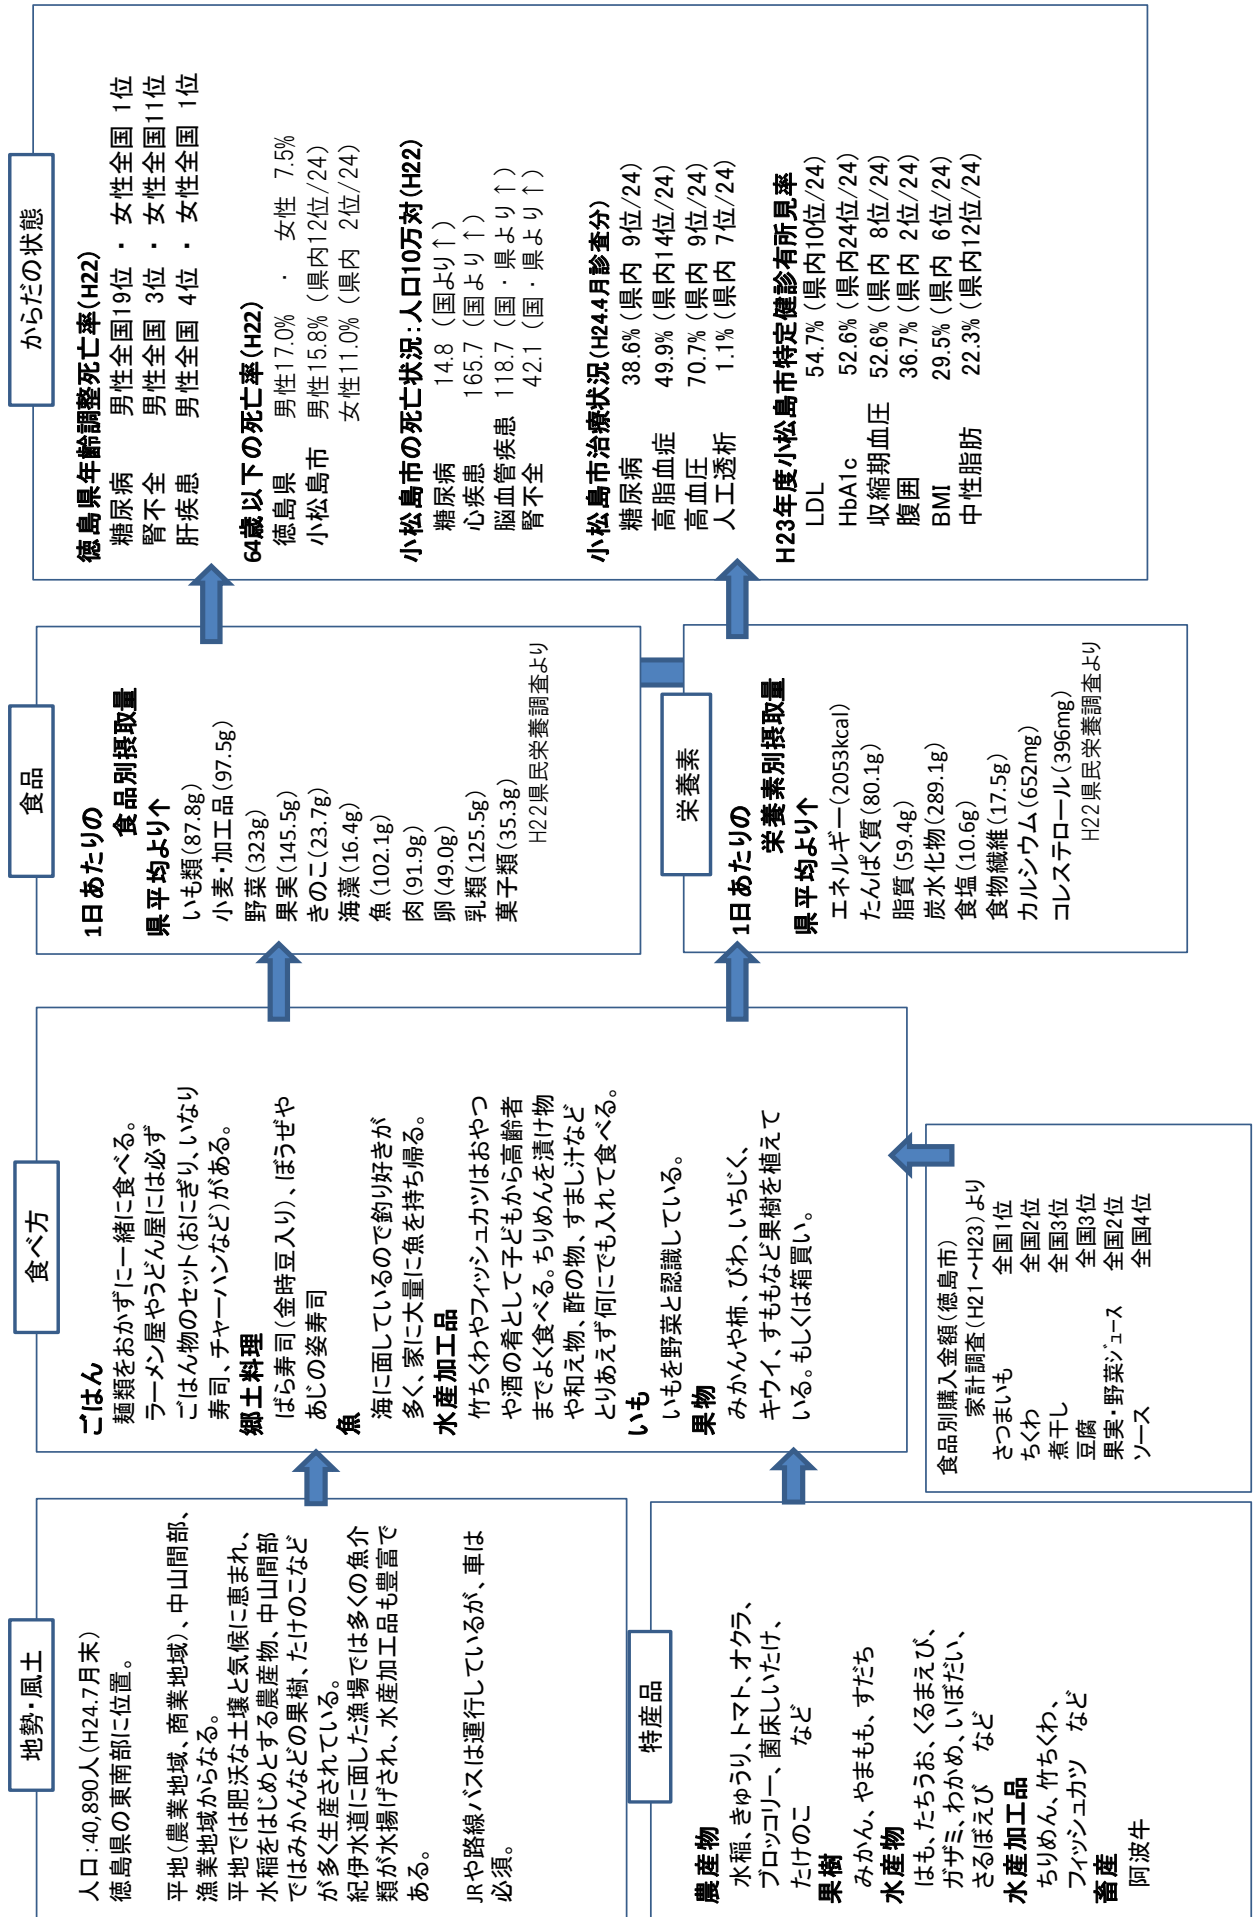 地勢・風土
人口：40,890人（H24.7月末）
徳島県の東南部に位置。
平地（農業地域、商業地域）、中山間部、
漁業地域からなる。
平地では肥沃な土壌と気候に恵まれ、
水稲をはじめとする農産物、中山間部
ではみかんなどの果樹、たけのこなど
が多く生産されている。
紀伊水道に面した漁場では多くの魚介
類が水揚げされ、水産加工品も豊富で
ある。
JRや路線バスは運行しているが、車は
必須。
特産品
農産物
水稲、きゅうり、トマト、オクラ、
ブロッコリー、菌床しいたけ、
たけのこ　　など
果樹
みかん、やまもも、すだち
水産物
はも、たちうお、くるまえび、
ガザミ、わかめ、いぼだい、
さるぼえび　など
水産加工品
ちりめん、竹ちくわ、
フィッシュカツ　など
畜産
阿波牛
食べ方
ごはん
麺類をおかずに一緒に食べる。
ラーメン屋やうどん屋には必ず
ごはん物のセット（おにぎり、いなり
寿司、チャーハンなど）がある。
郷土料理
ばら寿司（金時豆入り）、ぼうぜや
あじの姿寿司
魚
海に面しているので釣り好きが
多く、家に大量に魚を持ち帰る。
水産加工品
竹ちくわやフィッシュカツはおやつ
や酒の肴として子どもから高齢者
までよく食べる。ちりめんを漬け物
や和え物、酢の物、すまし汁など
とりあえず何にでも入れて食べる。
いも
いもを野菜と認識している。
果物
みかんや柿、びわ、いちじく、
キウイ、すももなど果樹を植えて
いる。もしくは箱買い。
食品別購入金額（徳島市）
家計調査（H21～H23）より
さつまいも　全国1位
ちくわ　全国2位
煮干し　全国3位
豆腐　全国3位
果実・野菜ジュース　全国2位
ソース　全国4位
食品
1日あたりの
食品別摂取量
県平均より↑
いも類（87.8g）
小麦・加工品（97.5g）
野菜（323g）
果実（145.5g）
きのこ（23.7g）
海藻（16.4g）
魚（102.1g）
肉（91.9g）
卵（49.0g）
乳類（125.5g）
菓子類（35.3g）
H22県民栄養調査より
栄養素
1日あたりの
栄養素別摂取量
県平均より↑
エネルギー（2053kcal）
たんぱく質（80.1g）
脂質（59.4g）
炭水化物（289.1g）
食塩（10.6g）
食物繊維（17.5g）
カルシウム（652mg）
コレステロール（396mg）
H22県民栄養調査より
からだの状態
徳島県年齢調整死亡率（H22）
糖尿病　男性全国19位　・　女性全国 1位
腎不全　男性全国 3位　・　女性全国11位
肝疾患　男性全国 4位　・　女性全国 1位
64歳以下の死亡率（H22）
徳島県　男性17.0%　・　女性 7.5%
小松島市　男性15.8%（県内12位/24）
女性11.0%（県内 2位/24）
小松島市の死亡状況：人口10万対（H22）
糖尿病　14.8（国より↑）
心疾患　165.7（国より↑）
脳血管疾患　118.7（国・県より↑）
腎不全　42.1（国・県より↑）
小松島市治療状況（H24.4月診査分）
糖尿病　38.6%（県内 9位/24）
高脂血症　49.9%（県内14位/24）
高血圧　70.7%（県内 9位/24）
人工透析　1.1%（県内 7位/24）
H23年度小松島市特定健診有所見率
LDL　54.7%（県内10位/24）
HbA1c　52.6%（県内24位/24）
収縮期血圧　52.6%（県内 8位/24）
腹囲　36.7%（県内 2位/24）
BMI　29.5%（県内 6位/24）
中性脂肪　22.3%（県内12位/24）